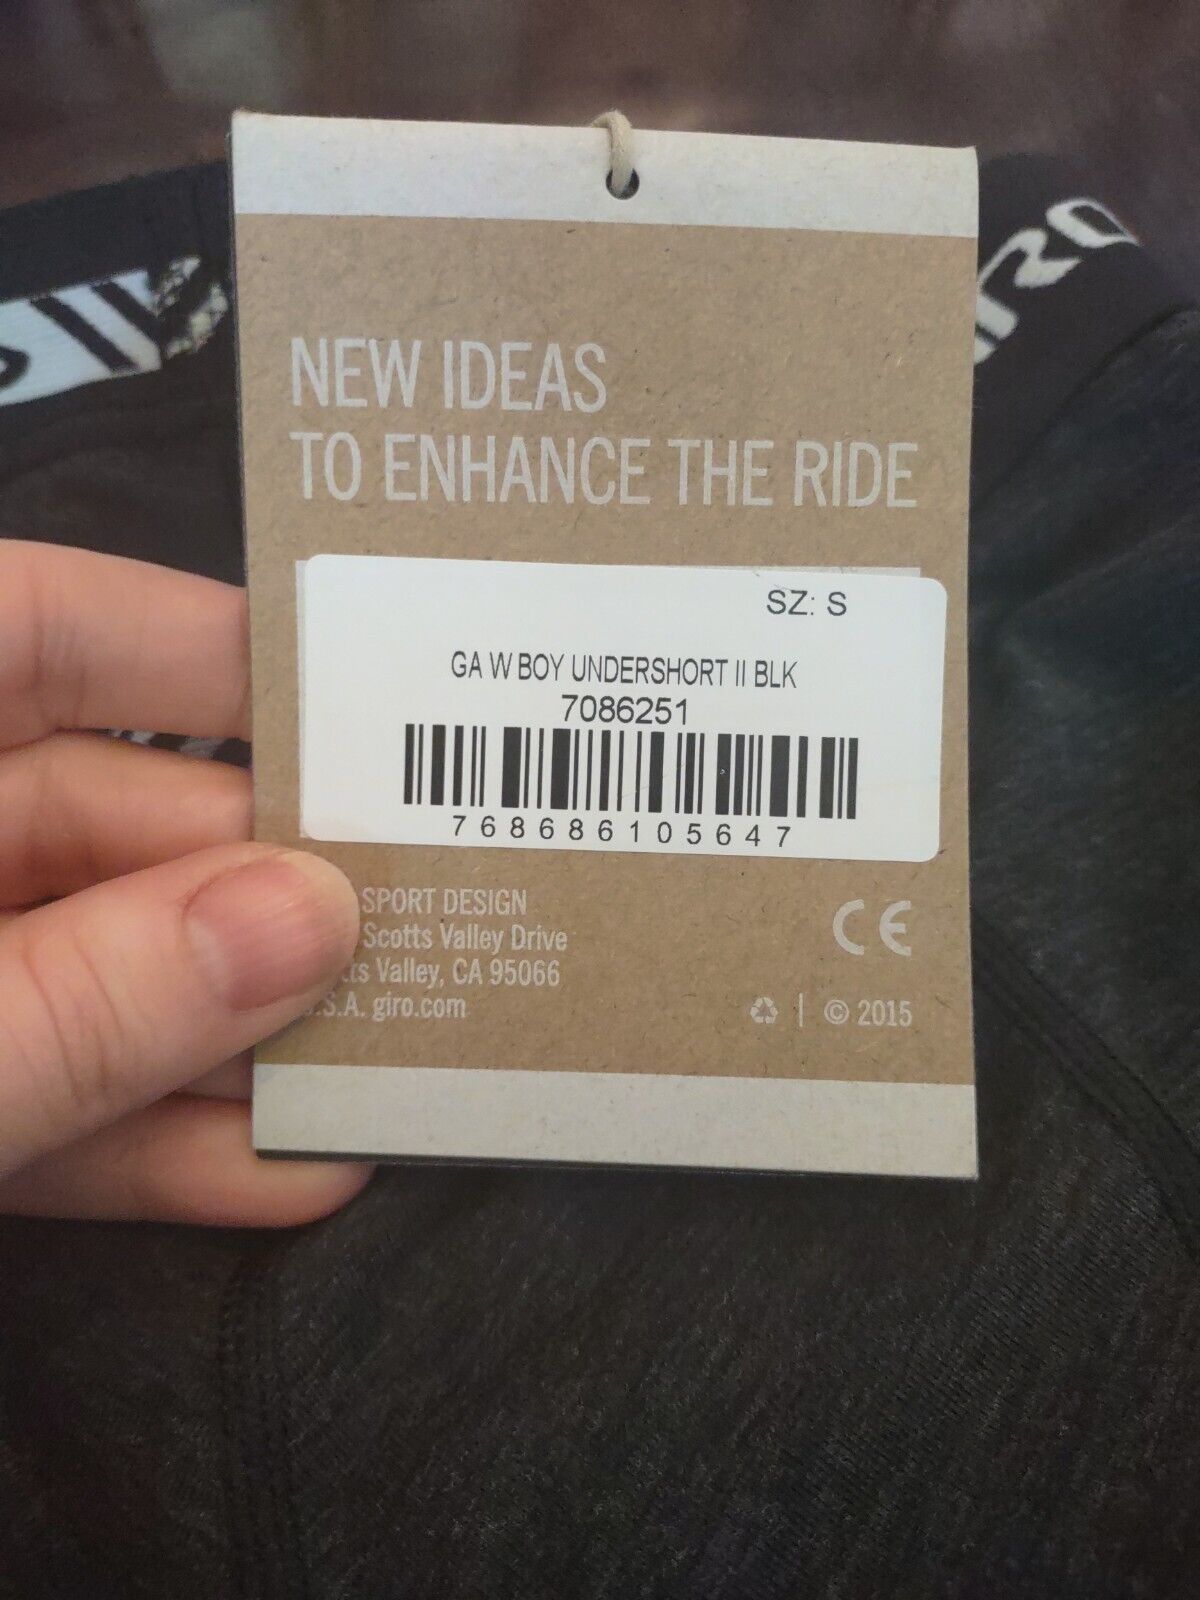 NEW IDEAS
TO ENHANCE THE RIDE
SZ: S
GA W BOY UNDERSHORT II BLK
7086251
768686105647
SPORT DESIGN
Scotts Valley Drive
Valley, CA 95066
giro.com
© 2015
CE